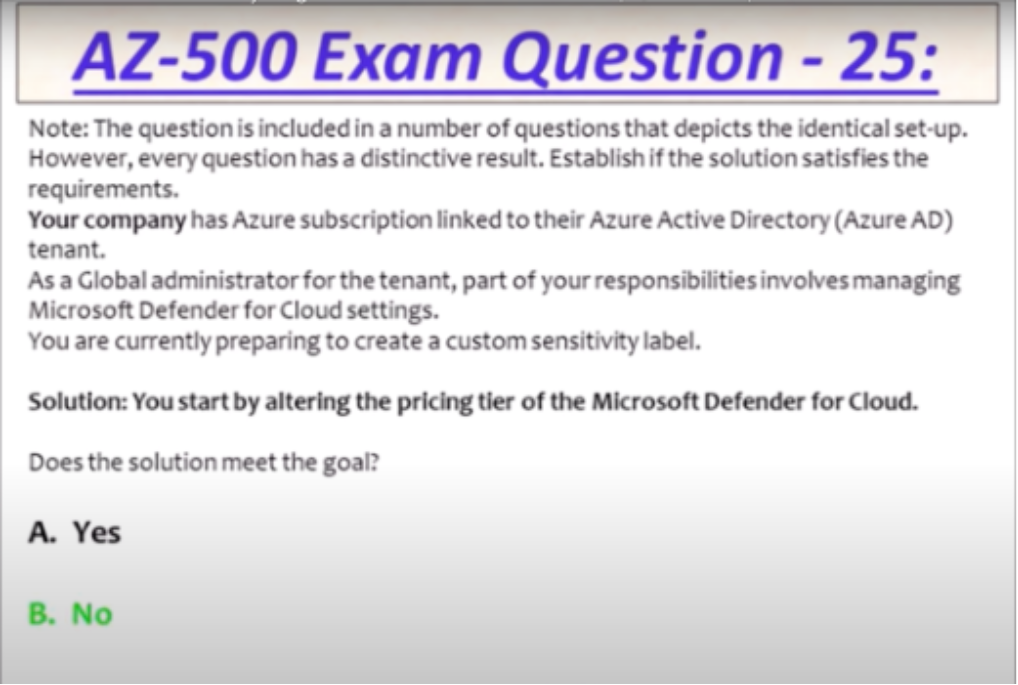 AZ-500 Exam Question - 25:
Note: The question is included in a number of questions that depicts the identical set-up.
However, every question has a distinctive result. Establish if the solution satisfies the
requirements.
Your company has Azure subscription linked to their Azure Active Directory (Azure AD)
tenant.
As a Global administrator for the tenant, part of your responsibilities involves managing
Microsoft Defender for Cloud settings.
You are currently preparing to create a custom sensitivity label.
Solution: You start by altering the pricing tier of the Microsoft Defender for Cloud.
Does the solution meet the goal?
A. Yes
B. No